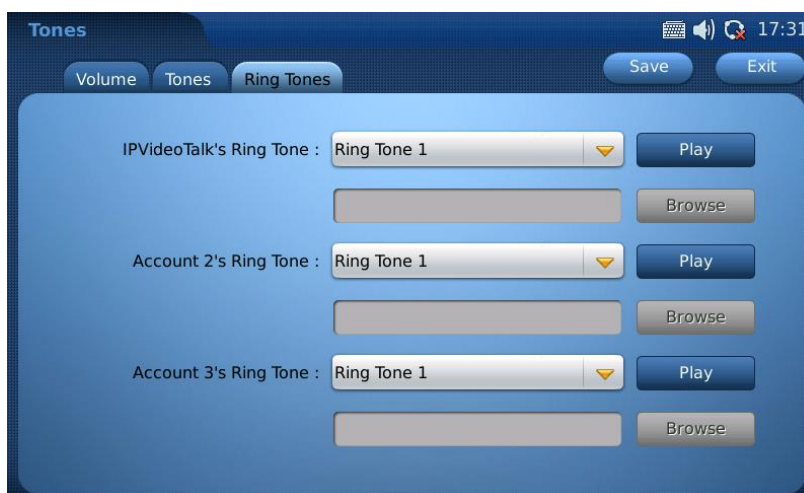 Tones 17:31
Volume Tones Ring Tones Save Exit
IPVideoTalk's Ring Tone : Ring Tone 1 Play
Browse
Account 2's Ring Tone : Ring Tone 1 Play
Browse
Account 3's Ring Tone : Ring Tone 1 Play
Browse